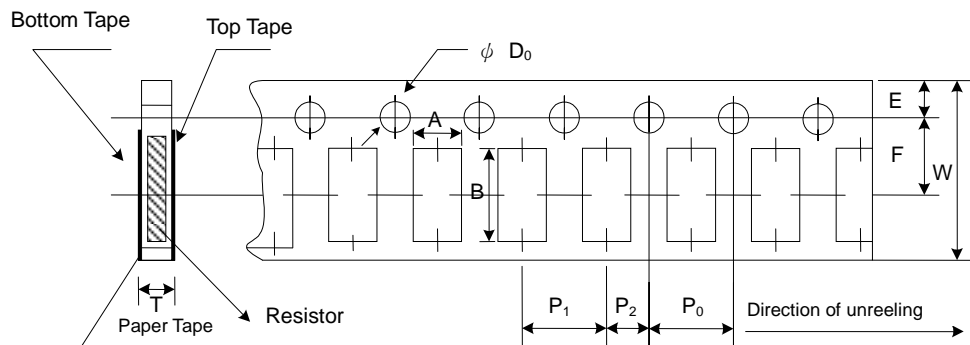 Bottom Tape
Top Tape
ψ D₀
E
A
F
W
B
T
Paper Tape
Resistor
P₁
P₂
P₀
Direction of unreeling